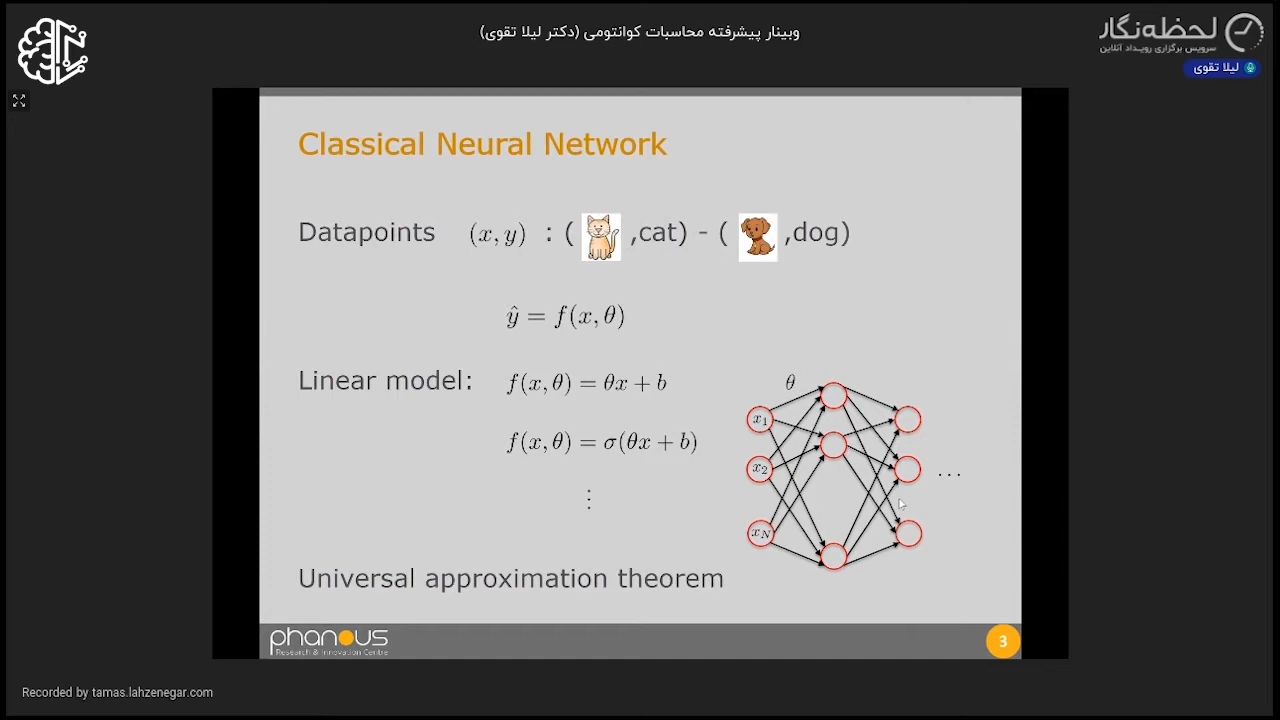 وبینار پیشرفته محاسبات کوانتومی (دکتر لیلا تقوی)
لحظه‌نگار
سرویس برگزاری رویداد آنلاین
لیلا تقوی
Classical Neural Network
Datapoints (x, y) : ( ,cat) - ( ,dog)
ŷ = f(x, θ)
Linear model: f(x, θ) = θx + b
f(x, θ) = σ(θx + b)
⋮
θ
x₁
x₂
x_N
...
Universal approximation theorem
phanous
Research & Innovation Centre
3
Recorded by tamas.lahzenegar.com